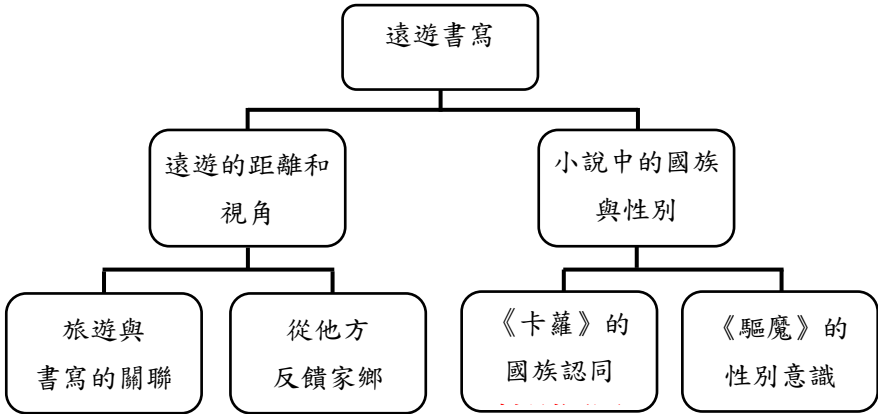 遠遊書寫
遠遊的距離和
視角
小說中的國族
與性別
旅遊與
書寫的關聯
從他方
反饋家鄉
《卡蘿》的
國族認同
《驅魔》的
性別意識